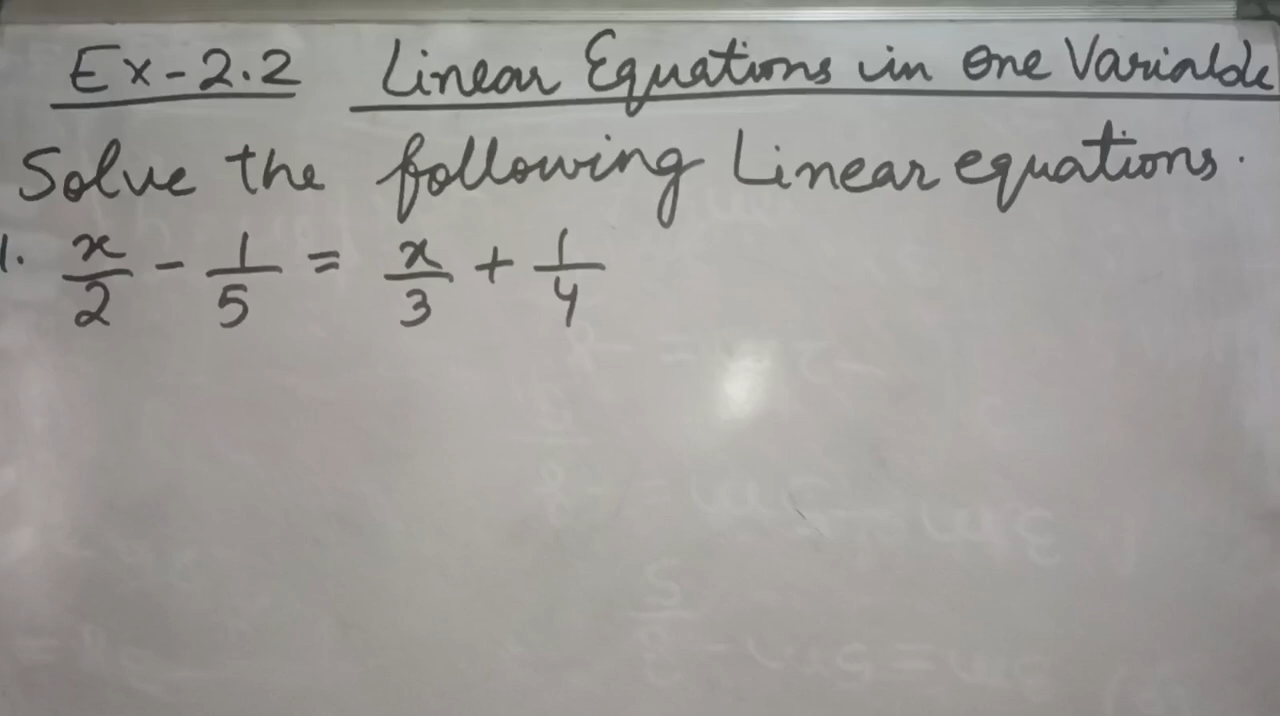 Ex-2.2 Linear Equations in One Variable
Solve the following Linear equations.
1. x/2 - 1/5 = x/3 + 1/4